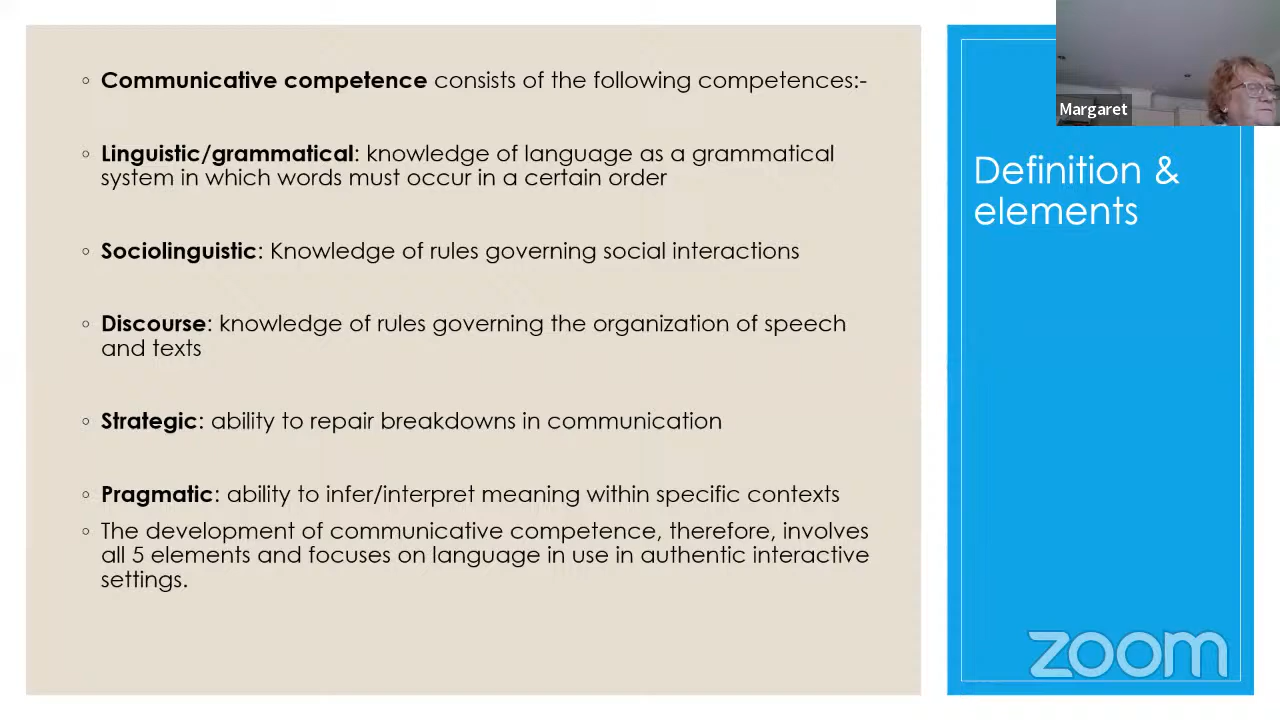 Communicative competence consists of the following competences:-
Linguistic/grammatical: knowledge of language as a grammatical
system in which words must occur in a certain order
Sociolinguistic: Knowledge of rules governing social interactions
Discourse: knowledge of rules governing the organization of speech
and texts
Strategic: ability to repair breakdowns in communication
Pragmatic: ability to infer/interpret meaning within specific contexts
The development of communicative competence, therefore, involves
all 5 elements and focuses on language in use in authentic interactive
settings.
Margaret
Definition &
elements
zoom